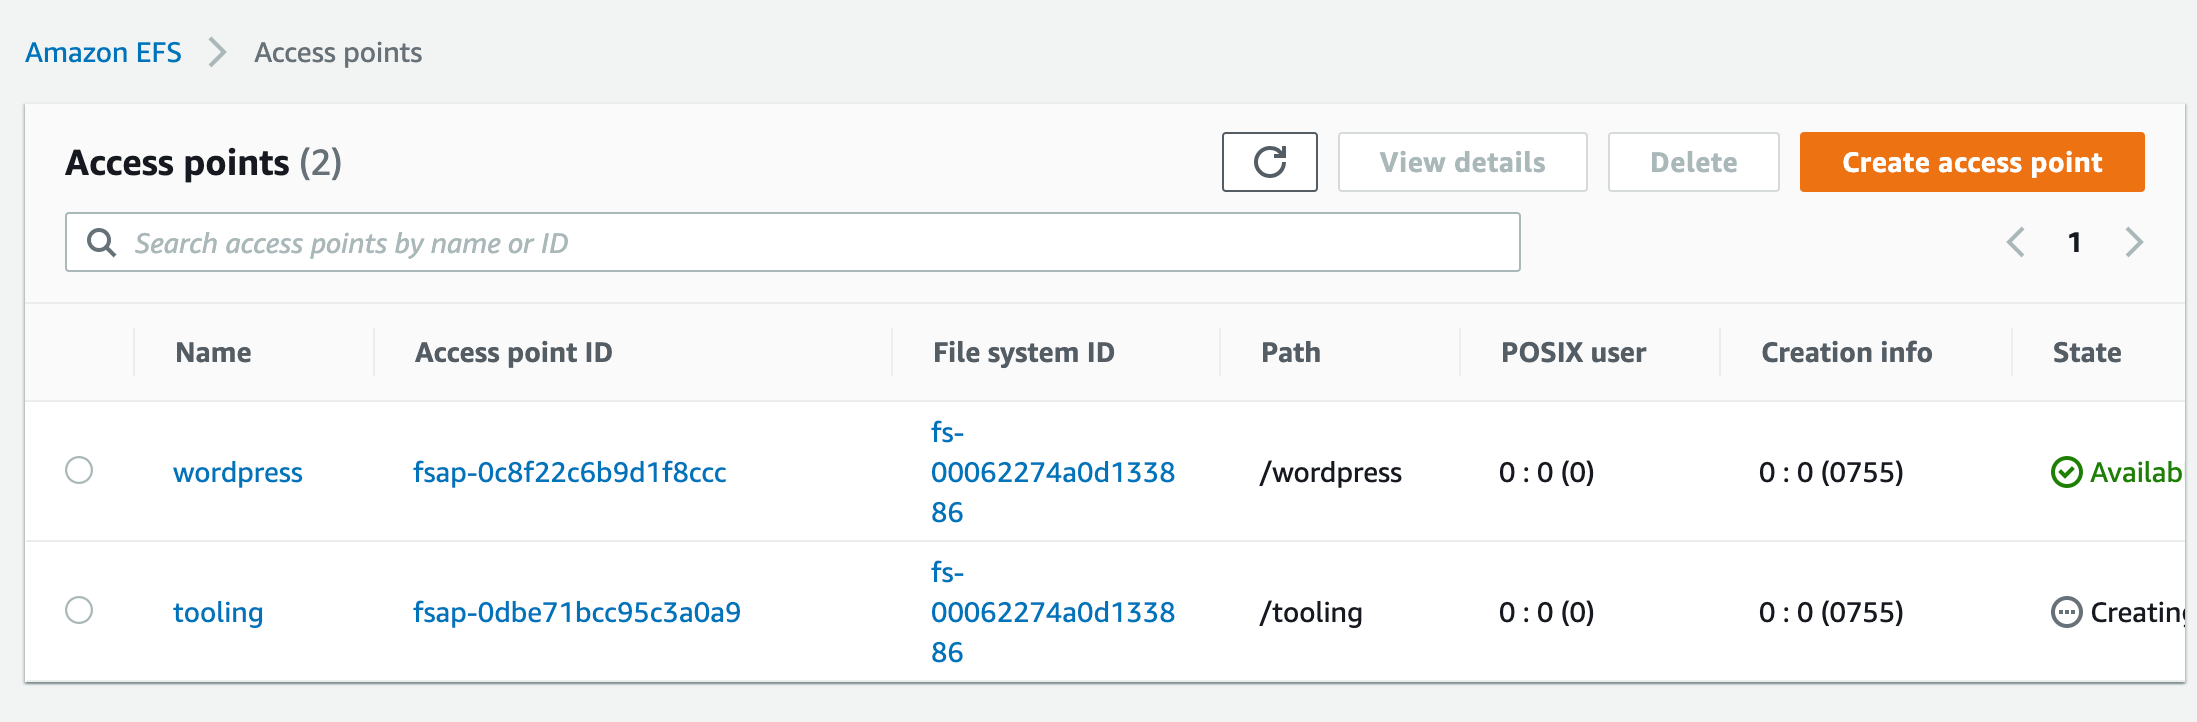 Amazon EFS > Access points
Access points (2)
View details
Delete
Create access point
Search access points by name or ID
1
Name Access point ID File system ID Path POSIX user Creation info State
wordpress fsap-0c8f22c6b9d1f8ccc fs-00062274a0d133886 /wordpress 0 : 0 (0) 0 : 0 (0755) Availab
tooling fsap-0dbe71bcc95c3a0a9 fs-00062274a0d133886 /tooling 0 : 0 (0) 0 : 0 (0755) Creating